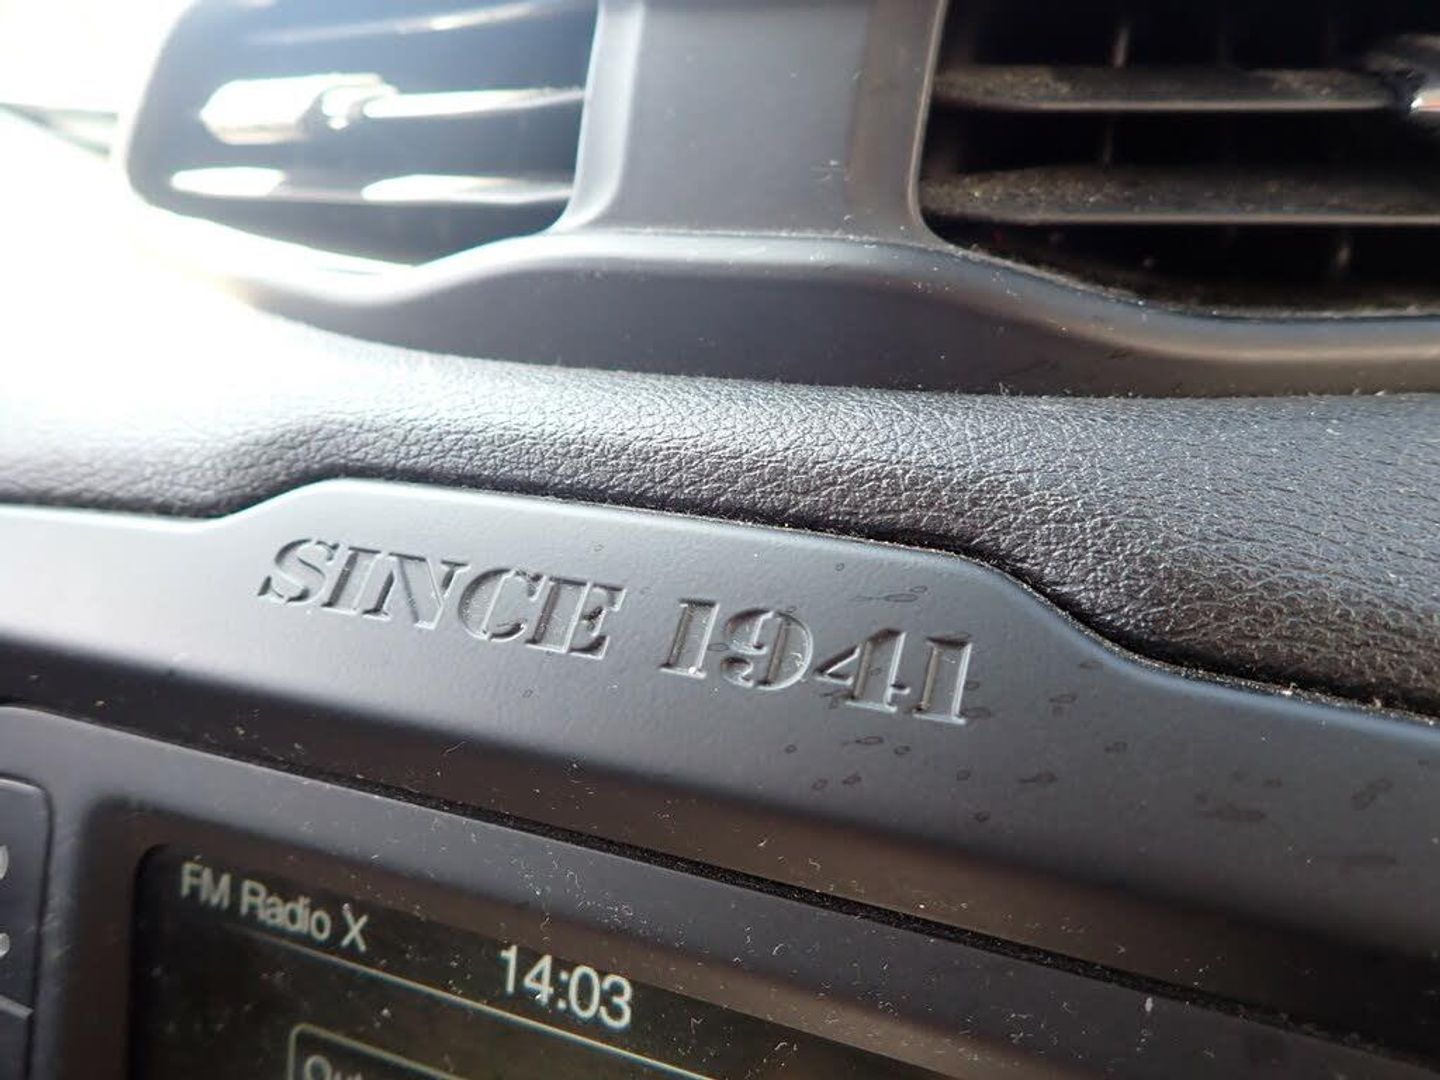 SINCE 1941
FM Radio X
14:03